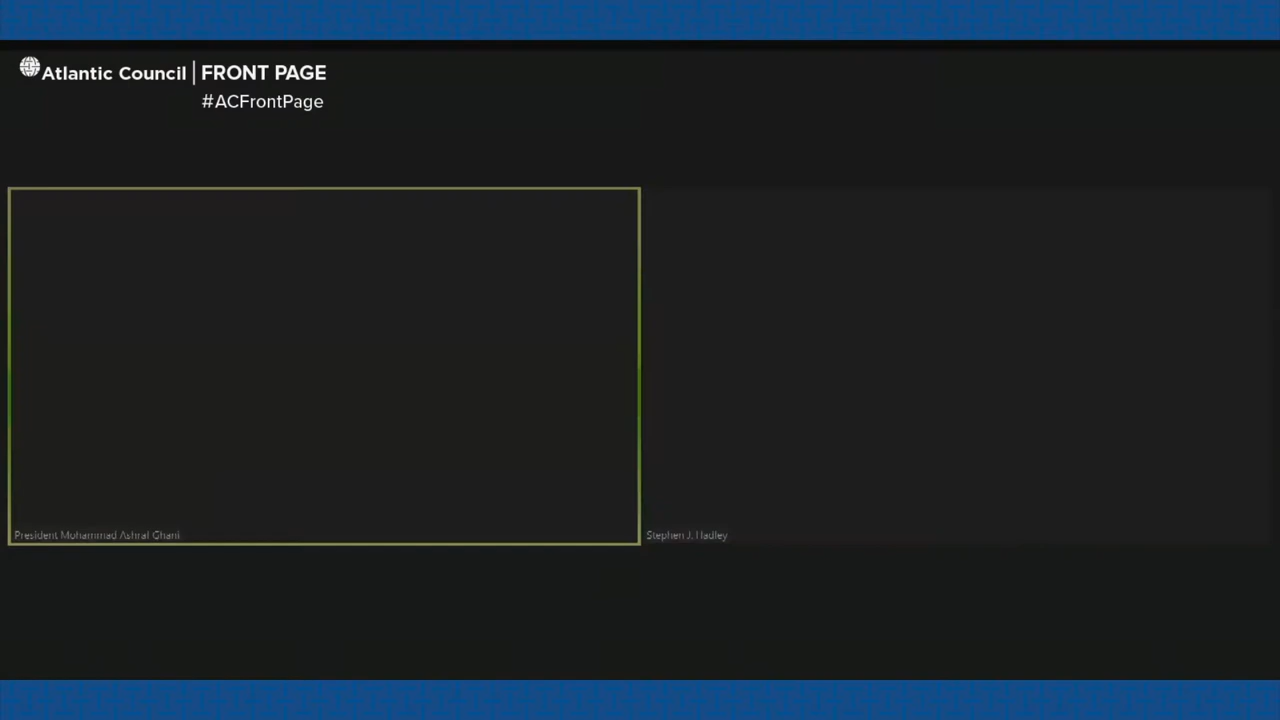 Atlantic Council | FRONT PAGE
#ACFrontPage
President Mohammad Ashraf Ghani
Stephen J. Hadley